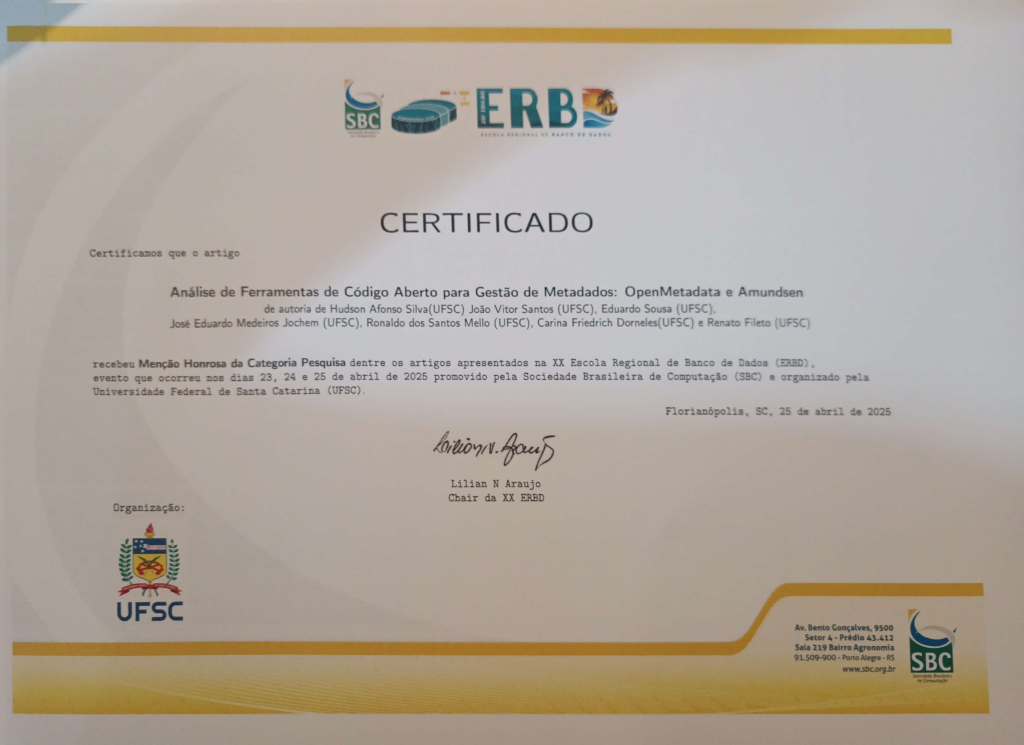 SBC
ERBD
ESCOLA REGIONAL DE BANCO DE DADOS
CERTIFICADO
Certificamos que o artigo
Análise de Ferramentas de Código Aberto para Gestão de Metadados: OpenMetadata e Amundsen
de autoria de Hudson Afonso Silva(UFSC) João Vitor Santos (UFSC), Eduardo Sousa (UFSC),
José Eduardo Medeiros Jochem (UFSC), Ronaldo dos Santos Mello (UFSC), Carina Friedrich Dorneles(UFSC) e Renato Fileto (UFSC)
recebeu Menção Honrosa da Categoria Pesquisa dentre os artigos apresentados na XX Escola Regional de Banco de Dados (ERBD),
evento que ocorreu nos dias 23, 24 e 25 de abril de 2025 promovido pela Sociedade Brasileira de Computação (SBC) e organizado pela
Universidade Federal de Santa Catarina (UFSC).
Florianópolis, SC, 25 de abril de 2025
Lilian N. Araujo
Lilian N Araujo
Chair da XX ERBD
Organização:
UFSC
Av. Bento Gonçalves, 9500
Setor 4 - Prédio 43.412
Sala 219 Bairro Agronomia
91.509-900 - Porto Alegre - RS
www.sbc.org.br
SBC
Sociedade Brasileira
de Computação